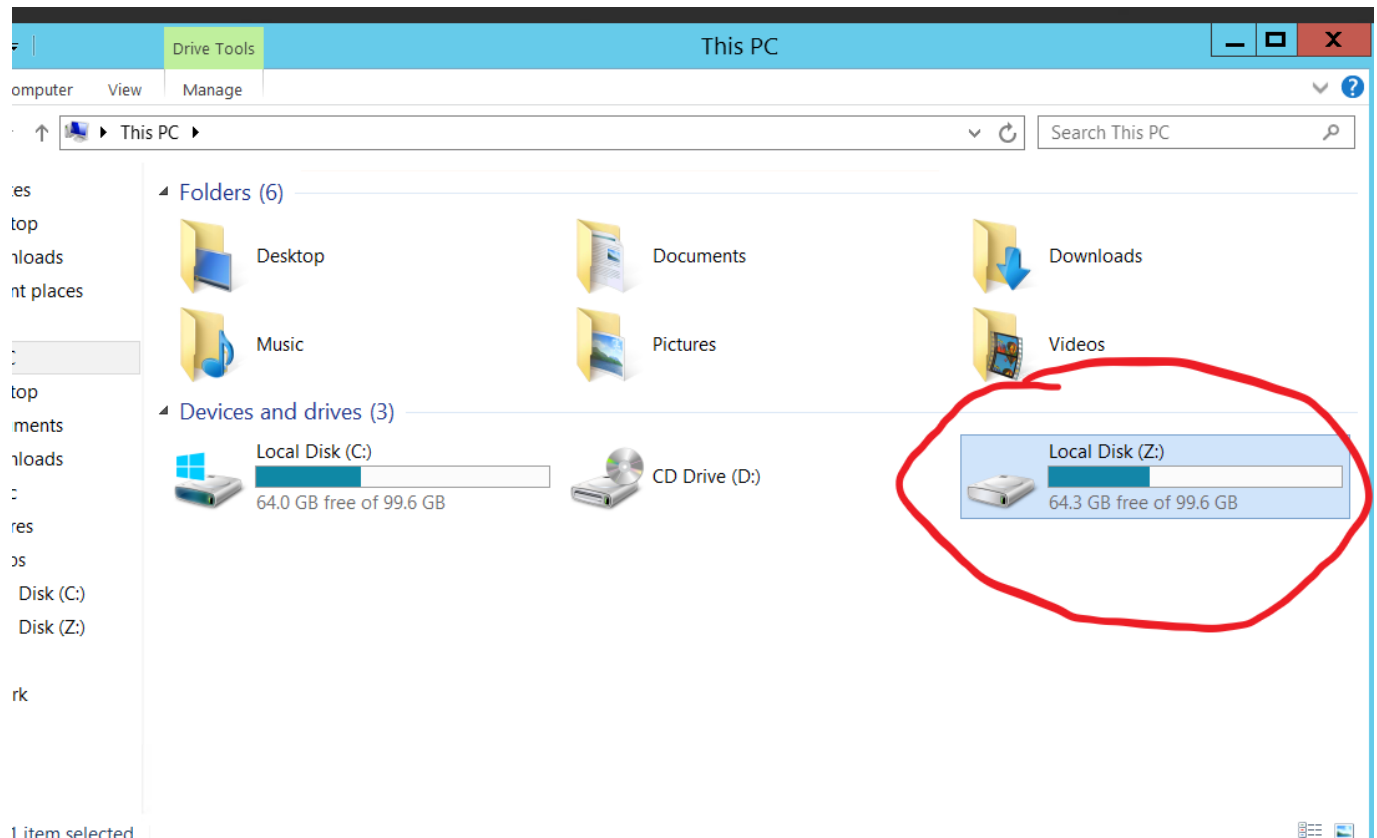 Drive Tools
This PC
omputer View Manage
This PC
Search This PC
es
top
nloads
nt places
Folders (6)
Desktop
Documents
Downloads
Music
Pictures
Videos
top
ments
nloads
res
os
Disk (C:)
Disk (Z:)
rk
Devices and drives (3)
Local Disk (C:)
64.0 GB free of 99.6 GB
CD Drive (D:)
Local Disk (Z:)
64.3 GB free of 99.6 GB
1 item selected